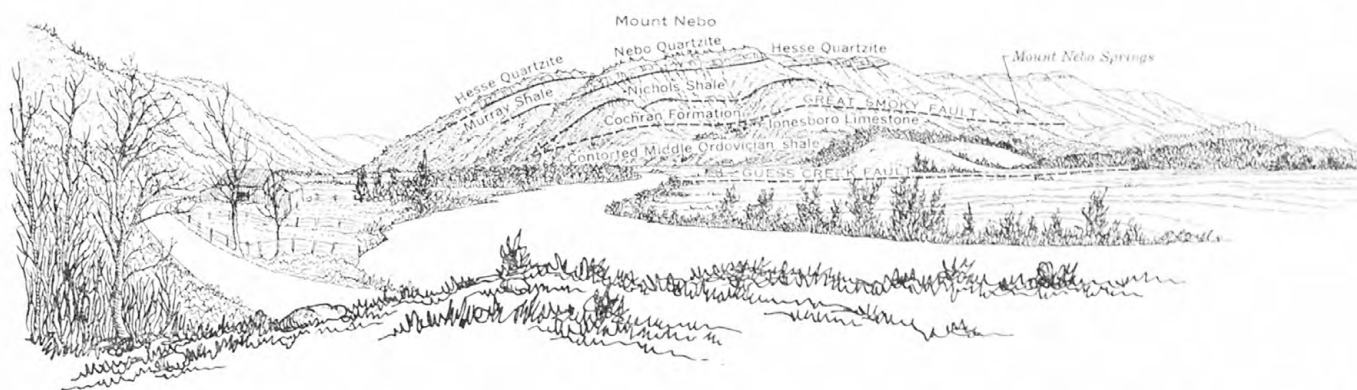 Mount Nebo
Nebo Quartzite
Hesse Quartzite
Hesse Quartzite
Mount Nebo Springs
Murray Shale
Nichols Shale
GREAT SMOKY FAULT
Cochran Formation
Jonesboro Limestone
Contorted Middle Ordovician shale
GUESS CREEK FAULT